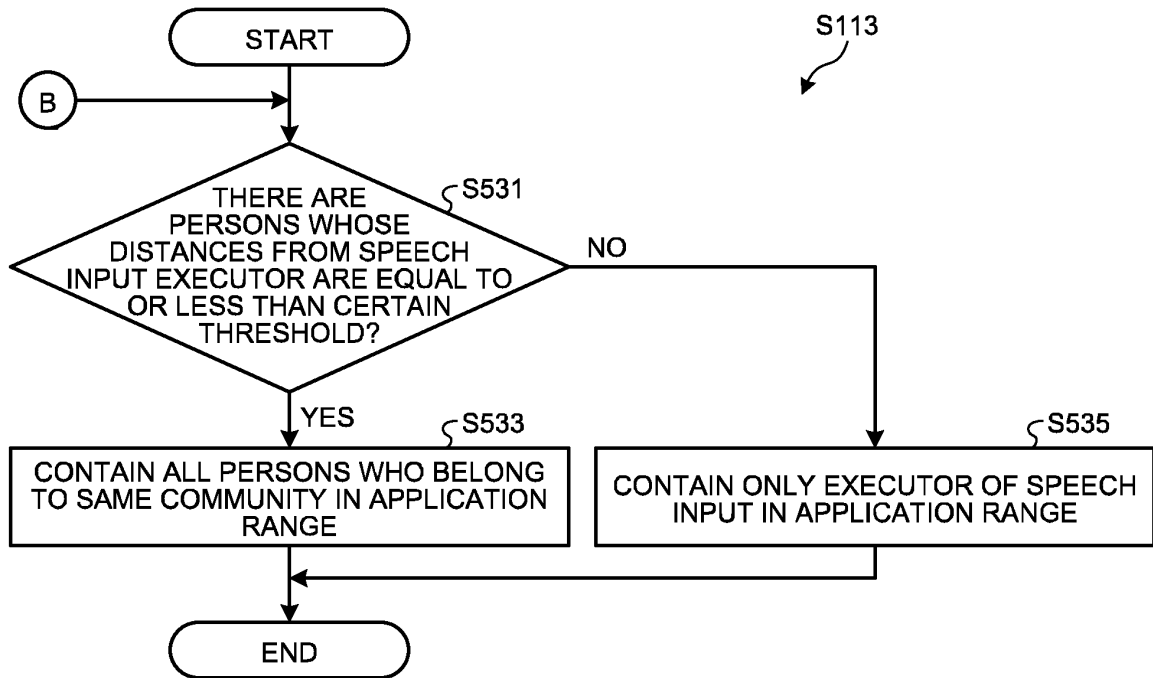 START
S113
B
S531
THERE ARE
PERSONS WHOSE
DISTANCES FROM SPEECH
INPUT EXECUTOR ARE EQUAL TO
OR LESS THAN CERTAIN
THRESHOLD?
NO
YES
S533
CONTAIN ALL PERSONS WHO BELONG
TO SAME COMMUNITY IN APPLICATION
RANGE
S535
CONTAIN ONLY EXECUTOR OF SPEECH
INPUT IN APPLICATION RANGE
END